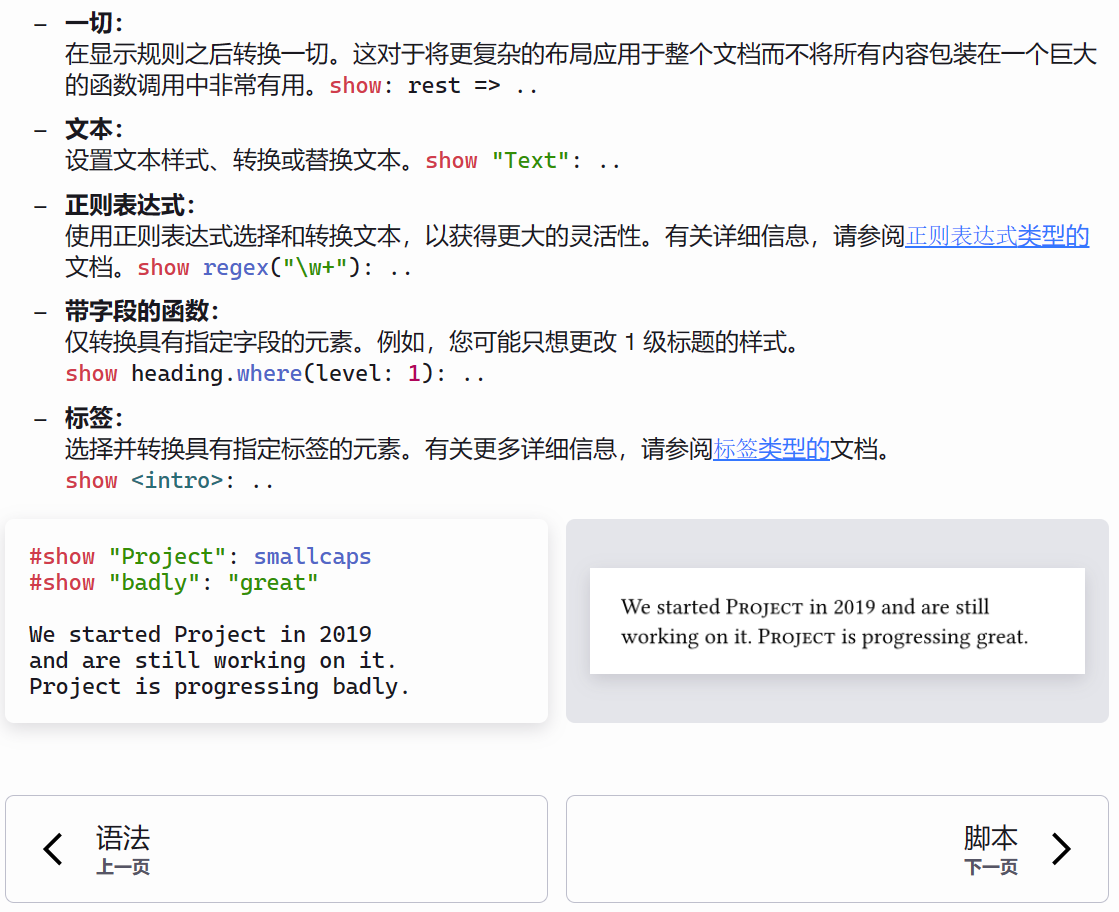 – 一切：
在显示规则之后转换一切。这对于将更复杂的布局应用于整个文档而不将所有内容包装在一个巨大
的函数调用中非常有用。show: rest => ..
– 文本：
设置文本样式、转换或替换文本。show "Text": ..
– 正则表达式：
使用正则表达式选择和转换文本，以获得更大的灵活性。有关详细信息，请参阅正则表达式类型的
文档。show regex("\w+"): ..
– 带字段的函数：
仅转换具有指定字段的元素。例如，您可能只想更改 1 级标题的样式。
show heading.where(level: 1): ..
– 标签：
选择并转换具有指定标签的元素。有关更多详细信息，请参阅标签类型的文档。
show <intro>: ..
#show "Project": smallcaps
#show "badly": "great"
We started Project in 2019
and are still working on it.
Project is progressing badly.
We started Project in 2019 and are still
working on it. Project is progressing great.
语法
上一页
脚本
下一页